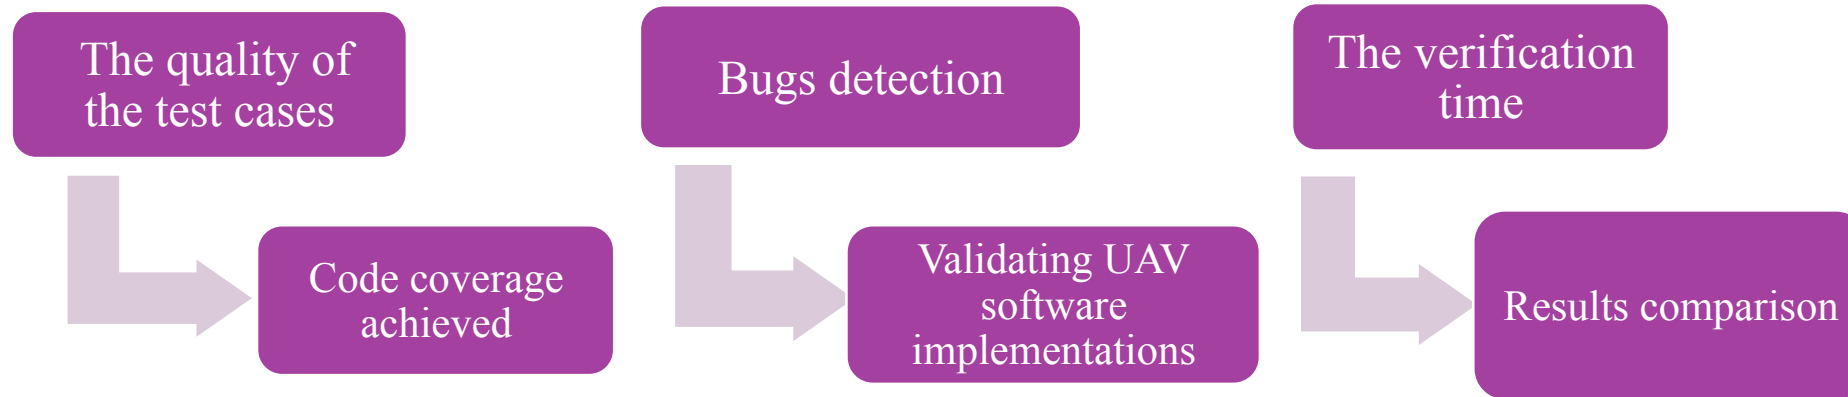 The quality of
the test cases
Code coverage
achieved
Bugs detection
Validating UAV
software
implementations
The verification
time
Results comparison